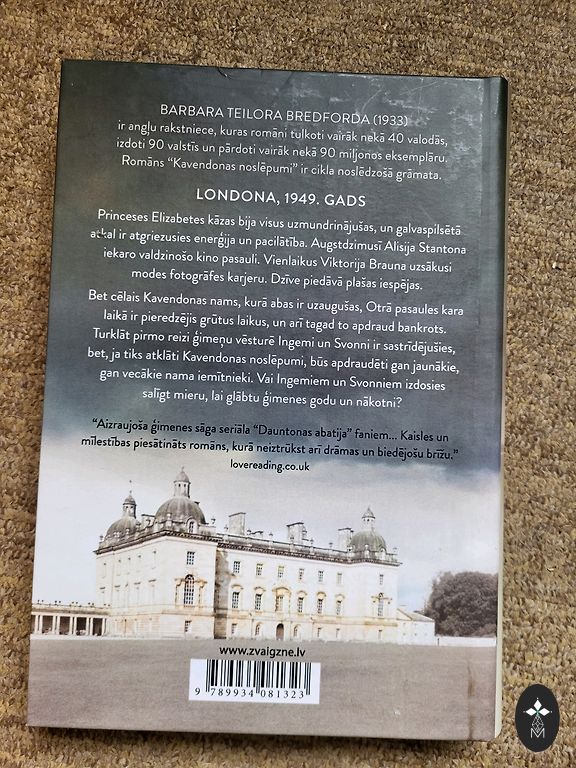 BARBARA TEILORA BREDFORDA (1933)
ir angļu rakstniece, kuras romāni tulkoti vairāk nekā 40 valodās,
izdoti 90 valstīs un pārdoti vairāk nekā 90 miljonos eksemplāru.
Romāns "Kavendonas noslēpumi" ir cikla noslēdzošā grāmata.
LONDONA, 1949. GADS
Princeses Elizabetes kāzas bija visus uzmundrinājušas, un galvaspilsētā
atkal ir atgriezusies enerģija un pacilātība. Augstdzimusī Alisija Stantona
iekaro valdzinošo kino pasauli. Vienlaikus Viktorija Brauna uzsākusi
modes fotogrāfes karjeru. Dzīve piedāvā plašas iespējas.
Bet cēlais Kavendonas nams, kurā abas ir uzaugušas, Otrā pasaules kara
laikā ir pieredzējis grūtus laikus, un arī tagad to apdraud bankrots.
Turklāt pirmo reizi ģimeņu vēsturē Ingemi un Svonni ir sastrīdējušies,
bet, ja tiks atklāti Kavendonas noslēpumi, būs apdraudēti gan jaunākie,
gan vecākie nama iemītnieki. Vai Ingemiem un Svonniem izdosies
salīgt mieru, lai glābtu ģimenes godu un nākotni?
"Aizraujoša ģimenes sāga seriāla "Dauntonas abatija" faniem... Kaisles un
mīlestības piesātināts romāns, kurā neiztrūkst arī drāmas un biedējošu brīžu."
lovereading.co.uk
www.zvaigzne.lv
9 789934 081323
M